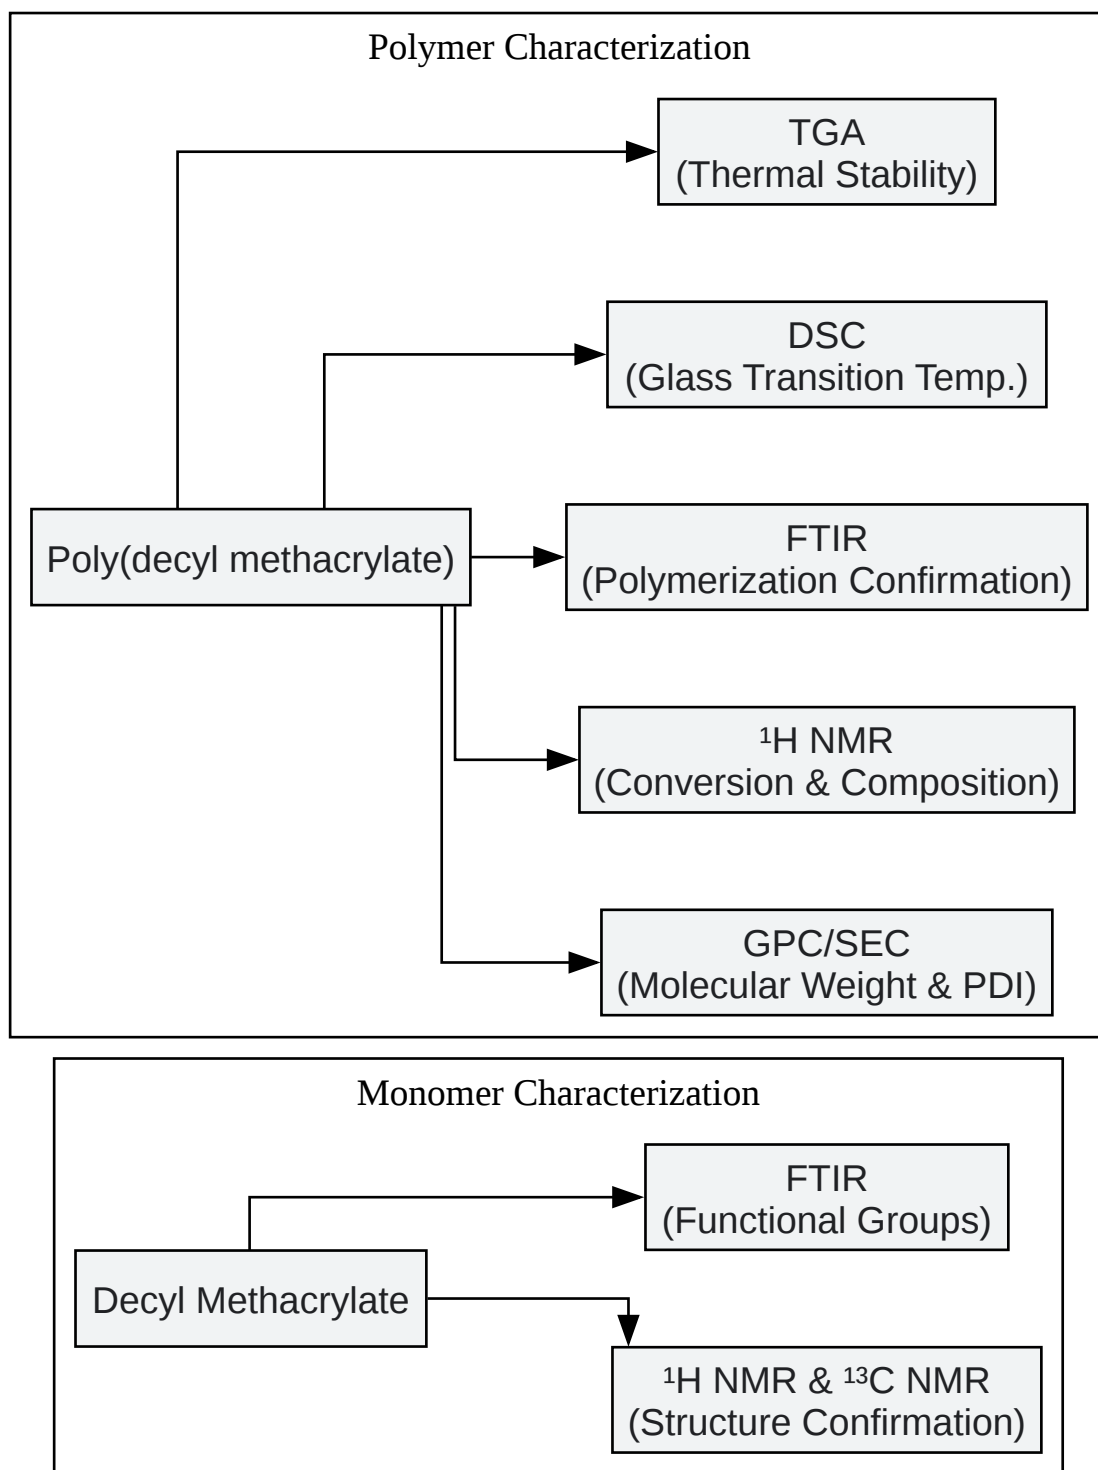 Polymer Characterization
TGA
(Thermal Stability)
DSC
(Glass Transition Temp.)
Poly(decyl methacrylate)
FTIR
(Polymerization Confirmation)
¹H NMR
(Conversion & Composition)
GPC/SEC
(Molecular Weight & PDI)
Monomer Characterization
FTIR
(Functional Groups)
Decyl Methacrylate
¹H NMR & ¹³C NMR
(Structure Confirmation)